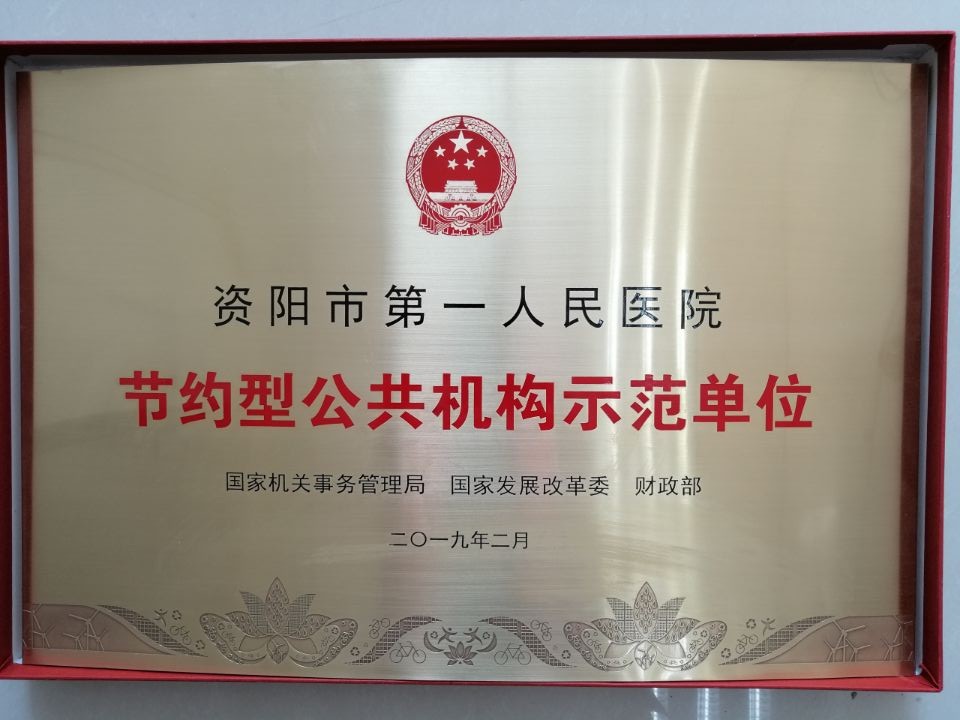 资阳市第一人民医院
节约型公共机构示范单位
国家机关事务管理局 国家发展改革委 财政部
二〇一九年二月